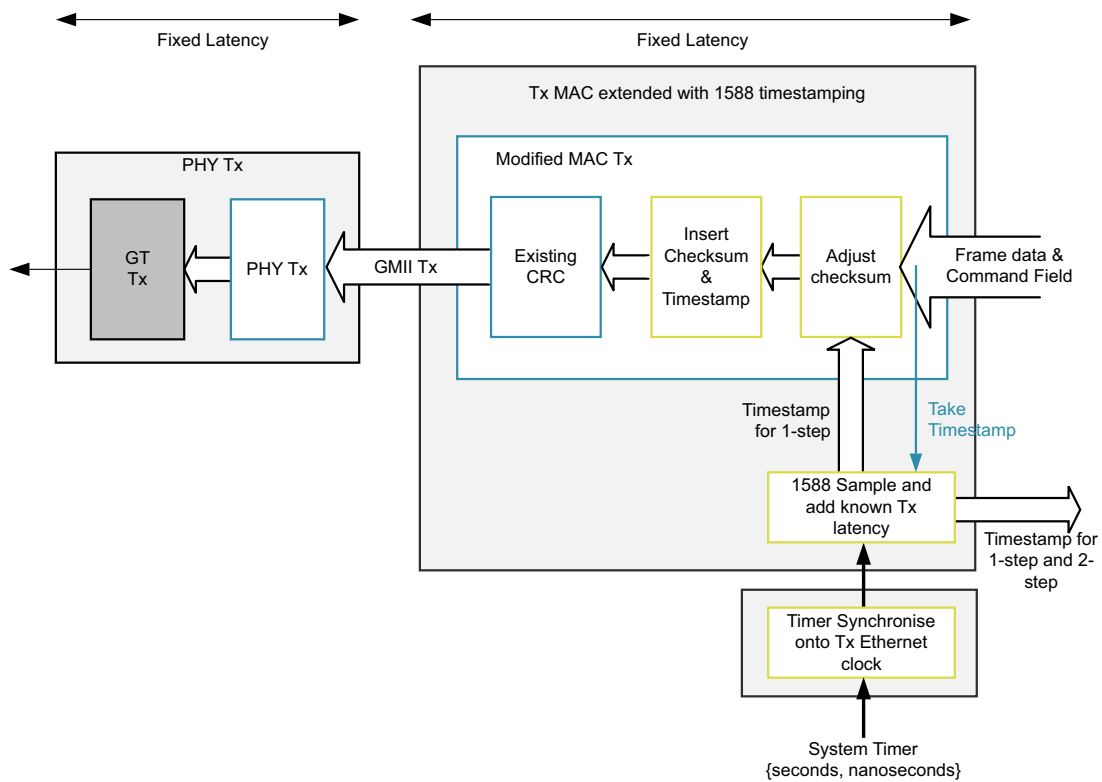 Fixed Latency
Fixed Latency
Tx MAC extended with 1588 timestamping
PHY Tx
Modified MAC Tx
GT
Tx
PHY Tx
GMII Tx
Existing
CRC
Insert
Checksum
&
Timestamp
Adjust
checksum
Frame data &
Command Field
Timestamp
for 1-step
Take
Timestamp
1588 Sample and
add known Tx
latency
Timestamp for
1-step and 2-
step
Timer Synchronise
onto Tx Ethernet
clock
System Timer
{seconds, nanoseconds}